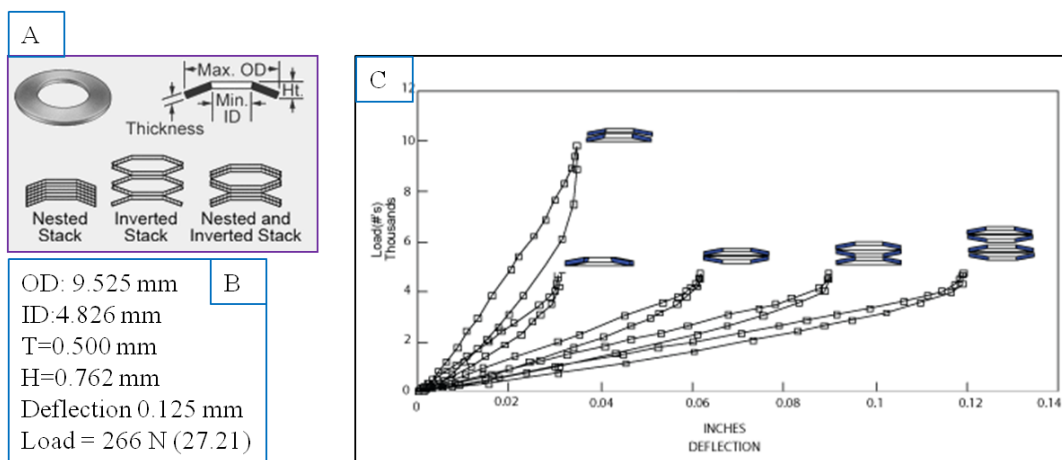 A
Max. OD
Ht.
Min.
ID
Thickness
Nested
Stack
Inverted
Stack
Nested and
Inverted Stack
B
OD: 9.525 mm
ID:4.826 mm
T=0.500= mm
H=0.762 mm
Deflection 0.125 mm
Load = 266 N (27.21)
C
12
10
8
6
4
2
0
Load(#'s)
Thousands
0
0.02
0.04
0.06
0.08
0.1
0.12
0.14
INCHES
DEFLECTION